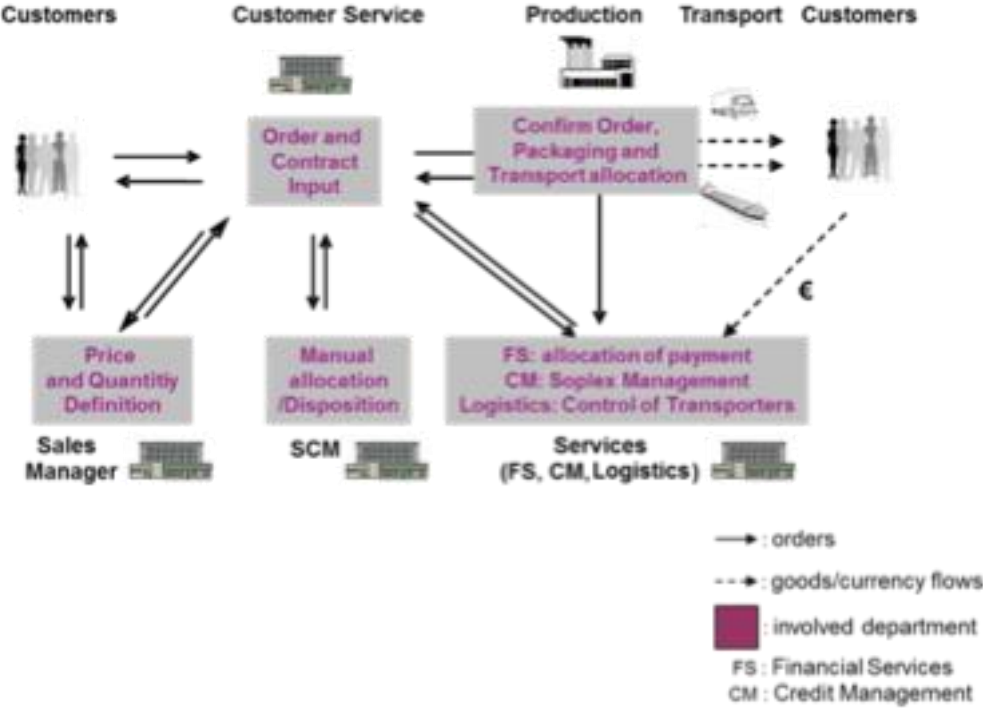 Customers
Customer Service
Production
Transport
Customers
Order and
Contract
Input
Confirm Order,
Packaging and
Transport allocation
€
Price
and Quantitiy
Definition
Manual
allocation
/Disposition
FS: allocation of payment
CM: Soplex Management
Logistics: Control of Transporters
Sales
Manager
SCM
Services
(FS, CM, Logistics)
: orders
: goods/currency flows
: involved department
FS : Financial Services
CM : Credit Management